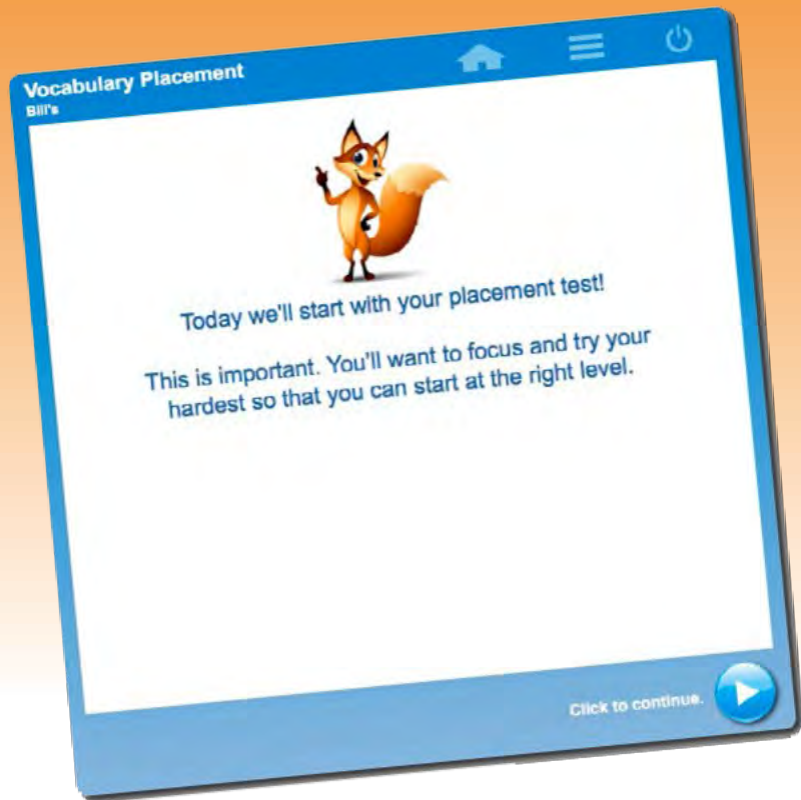 Vocabulary Placement
Bill's
Today we'll start with your placement test!
This is important. You'll want to focus and try your
hardest so that you can start at the right level.
Click to continue.